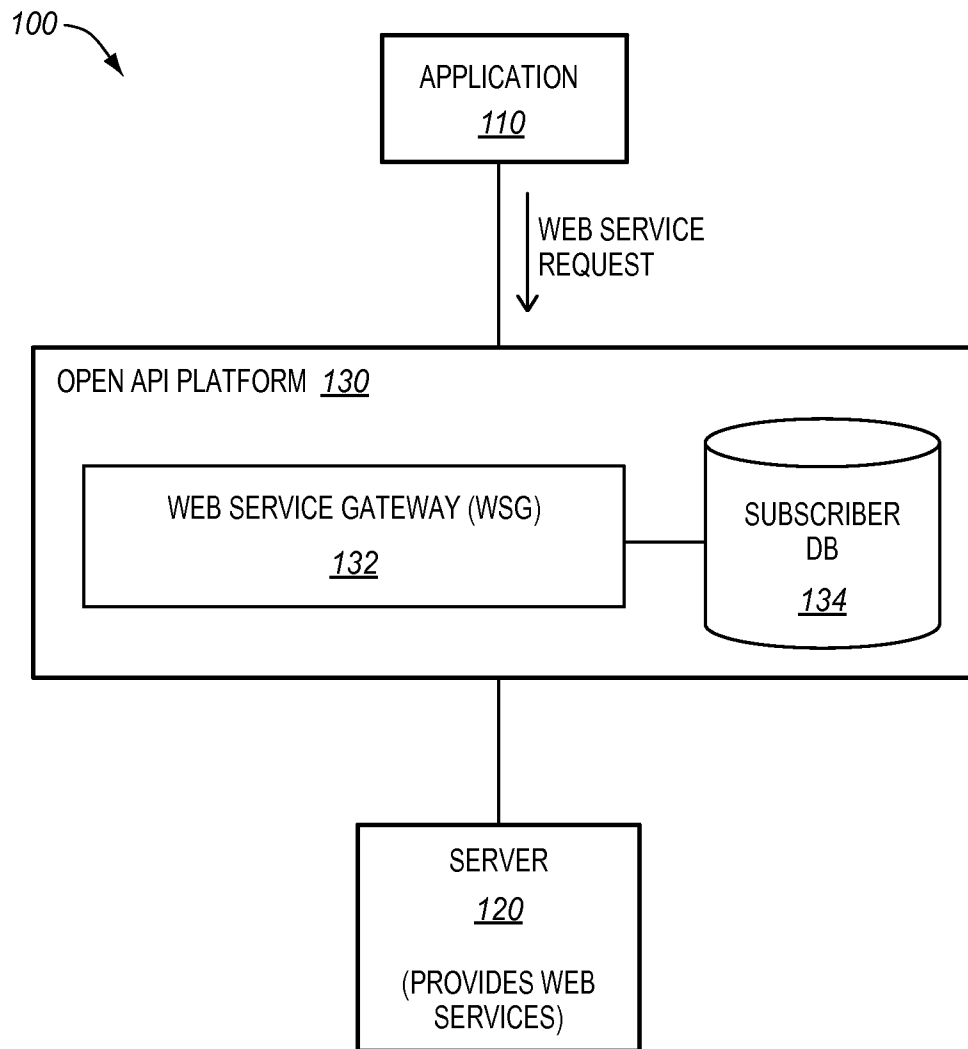 100
APPLICATION
110
WEB SERVICE
REQUEST
OPEN API PLATFORM 130
WEB SERVICE GATEWAY (WSG)
132
SUBSCRIBER
DB
134
SERVER
120
(PROVIDES WEB
SERVICES)